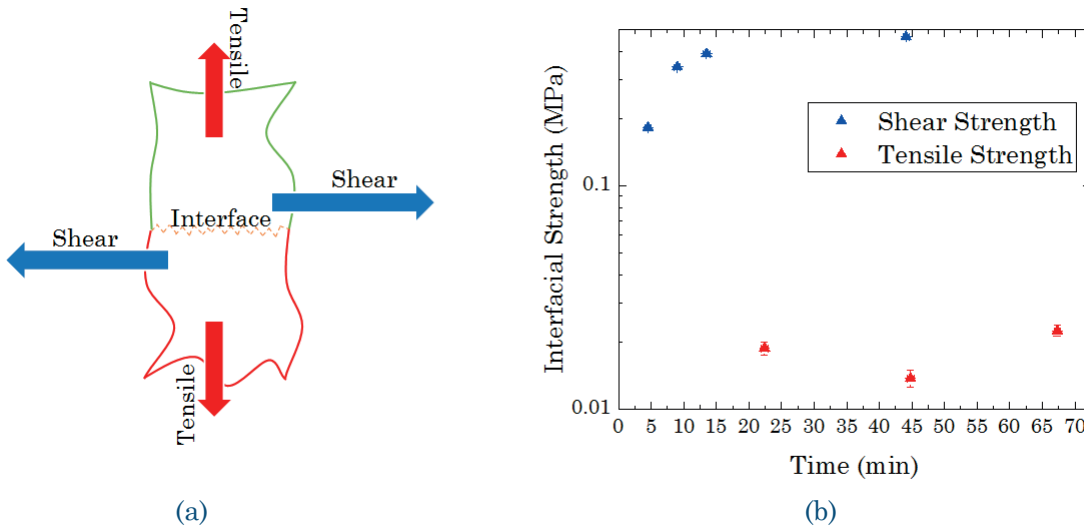 Tensile
Shear
Interface
Shear
Tensile
(a)
Interfacial Strength (MPa)
0.1
0.01
Shear Strength
Tensile Strength
0 5 10 15 20 25 30 35 40 45 50 55 60 65 70
Time (min)
(b)